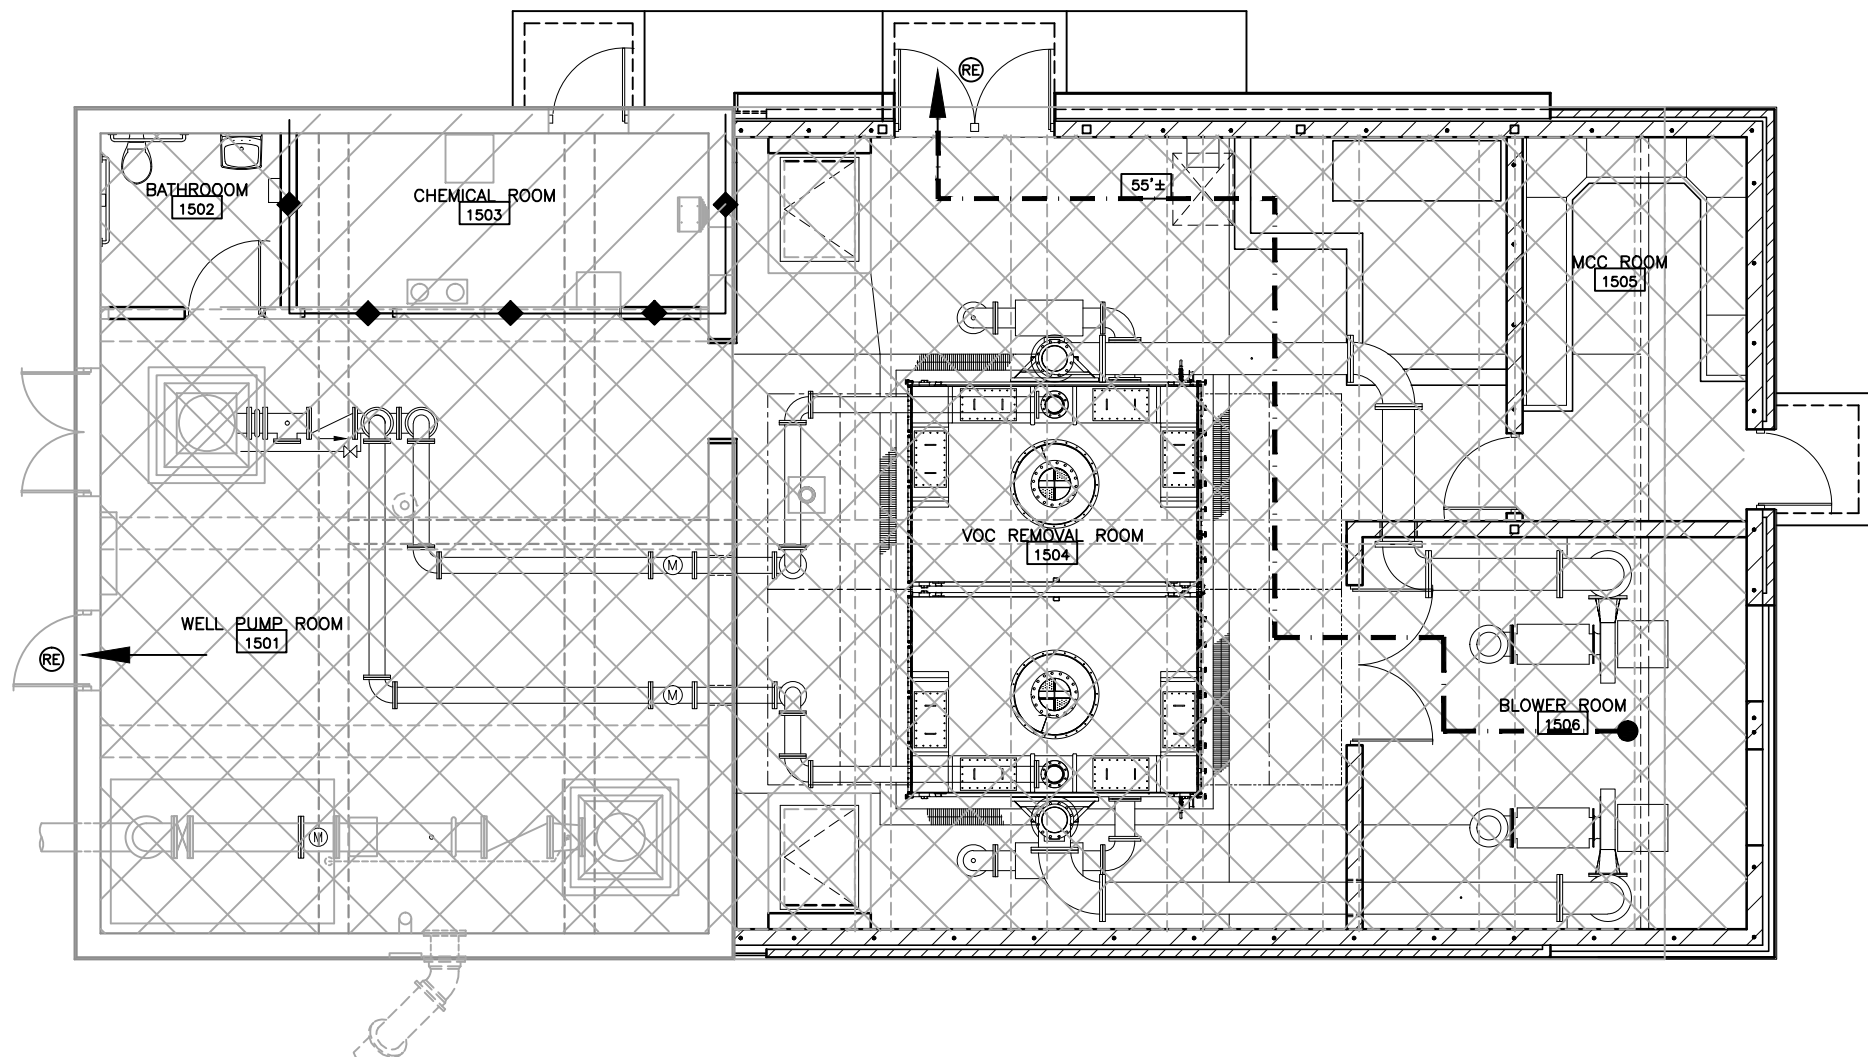 RE
55'±
BATHROOOM
1502
CHEMICAL ROOM
1503
MCC ROOM
1505
VOC REMOVAL ROOM
1504
M
WELL PUMP ROOM
1501
RE
M
BLOWER ROOM
1506
M